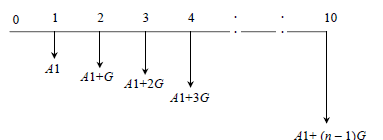 0 1 2 3 4 . . 10
. .
A1
A1+G
A1+2G
A1+3G
A1+ (n – 1)G